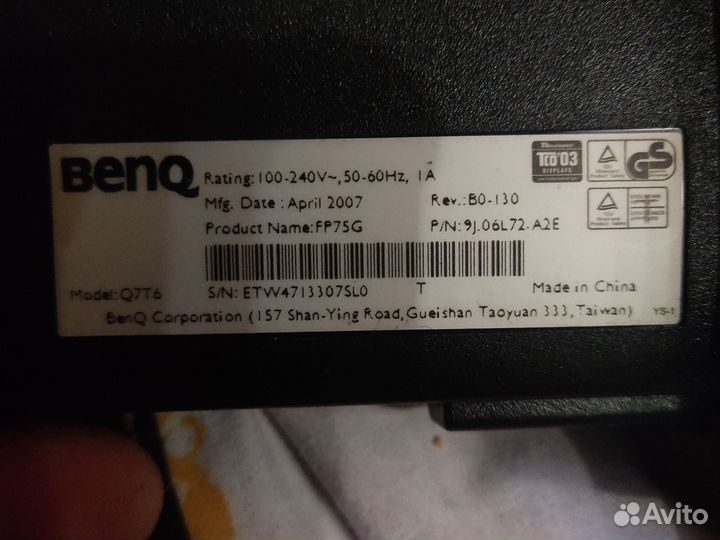 BenQ
Rating: 100-240V~, 50-60Hz, 1A
Mfg. Date : April 2007 Rev.: B0-130
Product Name: FP75G P/N: 9J.06L72.A2E
TCO'03
DISPLAYS
TÜV
GS
TÜV
Model: Q7T6 S/N: ETW4713307SL0 T Made in China
BenQ Corporation (157 Shan-Ying Road, Gueishan Taoyuan 333, Taiwan) YS-1
Avito